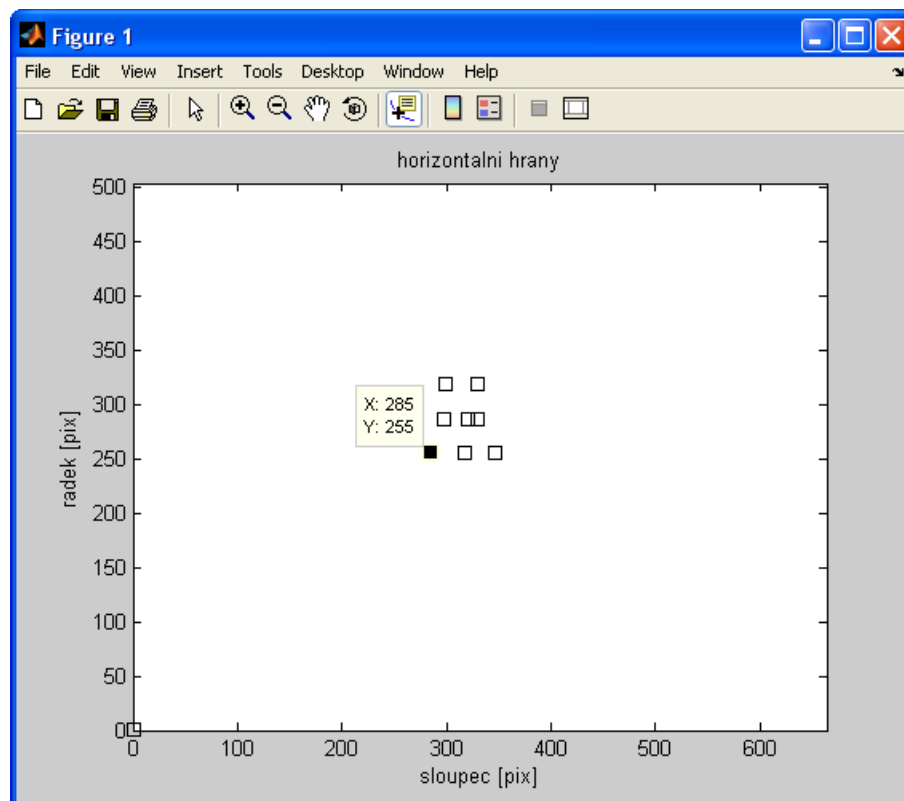 Figure 1
File Edit View Insert Tools Desktop Window Help
horizontalni hrany
500
450
400
350
300
250
200
150
100
50
0
radek [pix]
X: 285
Y: 255
0 100 200 300 400 500 600
sloupec [pix]